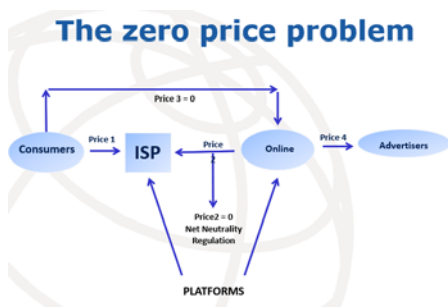 The zero price problem
Price 3 = 0
Consumers
Price 1
ISP
Price
2
Online
Price 4
Advertisers
Price2 = 0
Net Neutrality
Regulation
PLATFORMS